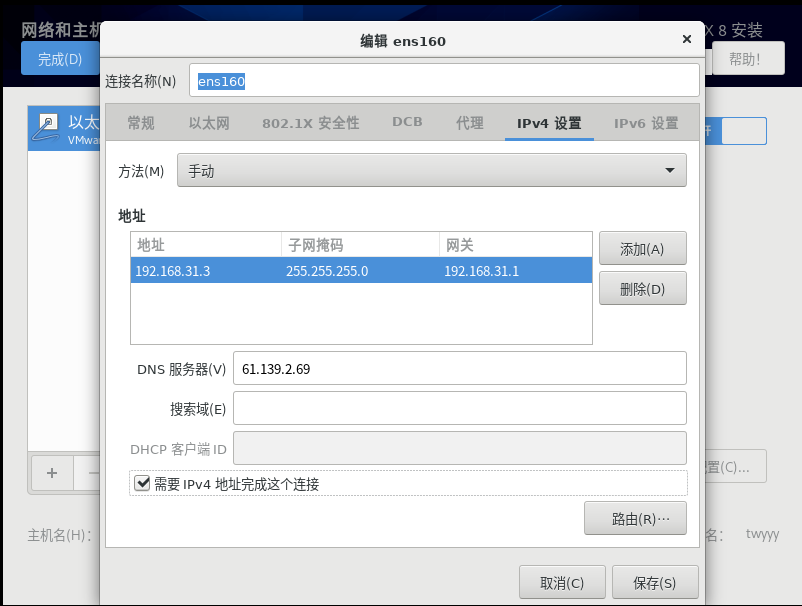 网络和主机
X 8 安装
完成(D)
帮助!
编辑 ens160
连接名称(N)
ens160
以太
VMwar
开
常规
以太网
802.1X 安全性
DCB
代理
IPv4 设置
IPv6 设置
方法(M)
手动
地址
地址
子网掩码
网关
192.168.31.3
255.255.255.0
192.168.31.1
添加(A)
删除(D)
DNS 服务器(V)
61.139.2.69
搜索域(E)
DHCP 客户端 ID
需要 IPv4 地址完成这个连接
路由(R)…
置(C)...
主机名(H):
名:
twyyy
取消(C)
保存(S)